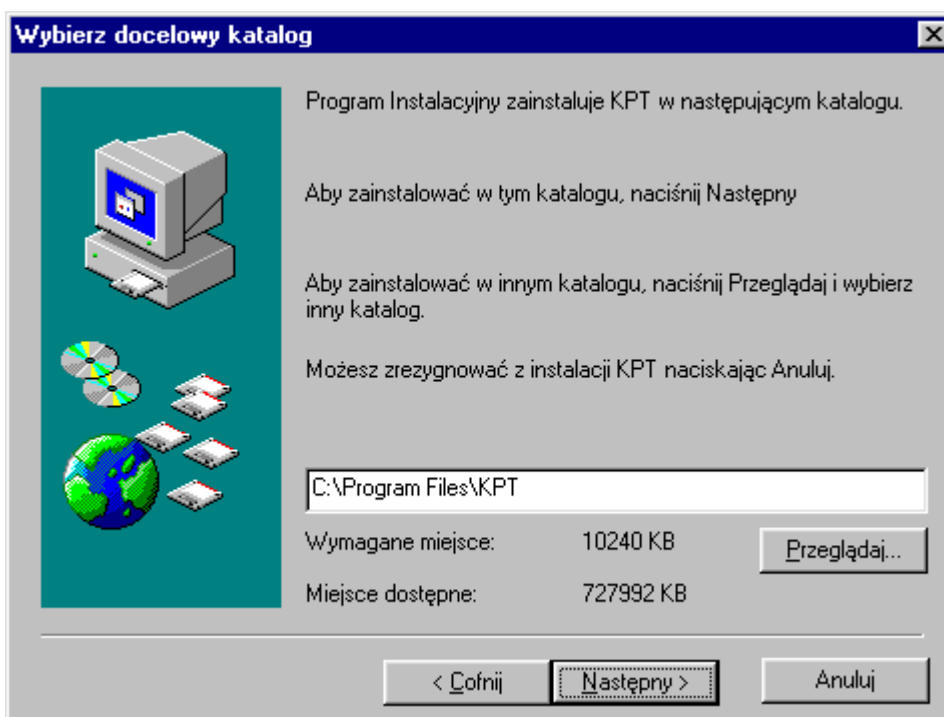 Wybierz docelowy katalog
Program Instalacyjny zainstaluje KPT w następującym katalogu.
Aby zainstalować w tym katalogu, naciśnij Następny
Aby zainstalować w innym katalogu, naciśnij Przeglądaj i wybierz
inny katalog.
Możesz zrezygnować z instalacji KPT naciskając Anuluj.
C:\Program Files\KPT
Wymagane miejsce: 10240 KB
Przeglądaj...
Miejsce dostępne: 727992 KB
< Cofnij Następny > Anuluj